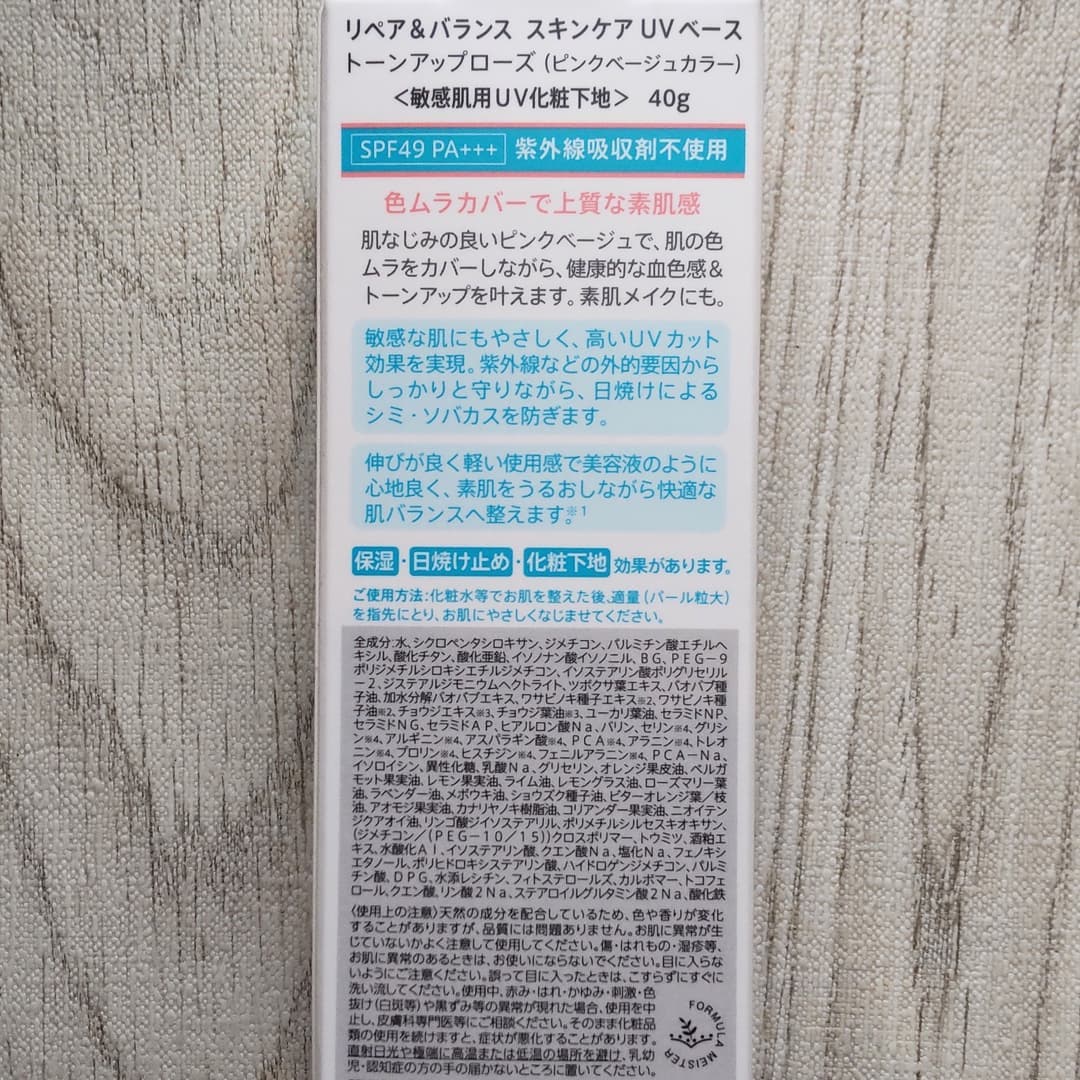 リペア＆バランス スキンケア UV ベース
トーンアップローズ (ピンクベージュカラー)
＜敏感肌用UV化粧下地＞ 40g
SPF49 PA+++ 紫外線吸収剤不使用
色ムラカバーで上質な素肌感
肌なじみの良いピンクベージュで、肌の色
ムラをカバーしながら、健康的な血色感&
トーンアップを叶えます。素肌メイクにも。
敏感な肌にもやさしく、高いUVカット
効果を実現。紫外線などの外的要因から
しっかりと守りながら、日焼けによる
シミ・ソバカスを防ぎます。
伸びが良く軽い使用感で美容液のように
心地良く、素肌をうるおしながら快適な
肌バランスへ整えます。※1
保湿・日焼け止め・化粧下地 効果があります。
ご使用方法:化粧水等でお肌を整えた後、適量(パール粒大)
を指先にとり、お肌にやさしくなじませてください。
全成分:水、シクロペンタシロキサン、ジメチコン、パルミチン酸エチルヘ
キシル、酸化チタン、酸化亜鉛、イソノナン酸イソノニル、BG、PEG－9
ポリジメチルシロキシエチルジメチコン、イソステアリン酸ポリグリセリル
－2、ジステアルジモニウムヘクトライト、ツボクサ葉エキス、バオバブ種
子油、加水分解バオバブエキス、ワサビノキ種子エキス※2、ワサビノキ種
子油※2、チョウジエキス※3、チョウジ葉油※3、ユーカリ葉油、セラミドNP、
セラミドNG、セラミドAP、ヒアルロン酸Na、バリン、セリン※4、グリシ
ン※4、アルギニン※4、アスパラギン酸※4、PCA※4、アラニン※4、トレオ
ニン※4、プロリン※4、ヒスチジン※4、フェニルアラニン※4、PCA－Na、
イソロイシン、異性化糖、乳酸Na、グリセリン、オレンジ果皮油、ベルガ
モット果実油、レモン果実油、ライム油、レモングラス油、ローズマリー葉
油、ラベンダー油、メボウキ油、ショウズク種子油、ビターオレンジ葉／枝
油、アオモジ果実油、カナリヤノキ樹脂油、コリアンダー果実油、ニオイテン
ジクアオイ油、リンゴ酸ジイソステアリル、ポリメチルシルセスキオキサン、
(ジメチコン／(PEG－10／15))クロスポリマー、トウミツ、酒粕エ
キス、水酸化Al、イソステアリン酸、クエン酸Na、塩化Na、フェノキシ
エタノール、ポリヒドロキシステアリン酸、ハイドロゲンジメチコン、パルミ
チン酸、DPG、水添レシチン、フィトステロールズ、カルボマー、トコフェ
ロール、クエン酸、リン酸2Na、ステアロイルグルタミン酸2Na、酸化鉄
〈使用上の注意〉天然の成分を配合しているため、色や香りが変化
することがありますが、品質には問題ありません。お肌に異常が生
じていないかよく注意して使用してください。傷・はれもの・湿疹等、
お肌に異常のあるときは、お使いにならないでください。目に入らな
いようにご注意ください。誤って目に入ったときは、こすらずにすぐに
洗い流してください。使用中、赤み・はれ・かゆみ・刺激・色
抜け(白斑等)や黒ずみ等の異常が現れた場合、使用を中
止し、皮膚科専門医等にご相談ください。そのまま化粧品
類の使用を続けますと、症状が悪化することがあります。
直射日光や極端に高温または低温の場所を避け、乳幼
児・認知症の方の手の届かないところに置いてください。
FORMULA MEISTER